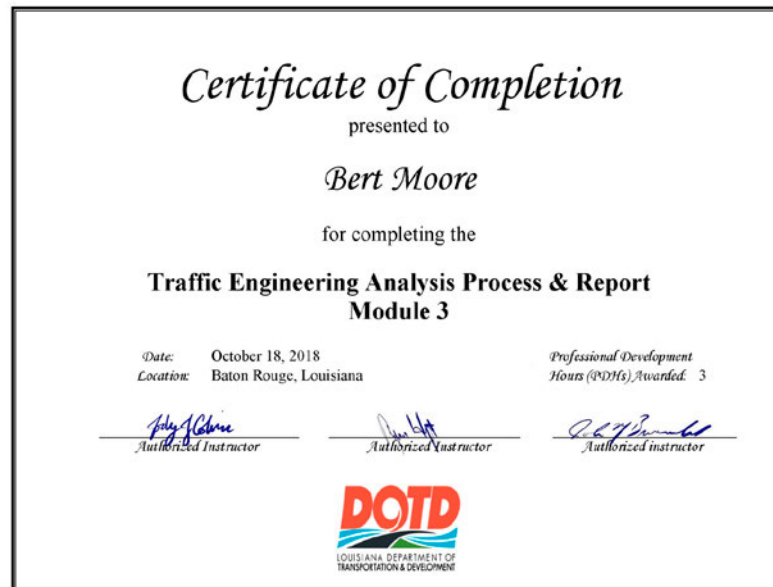 Certificate of Completion
presented to
Bert Moore
for completing the
Traffic Engineering Analysis Process & Report
Module 3
Date: October 18, 2018
Location: Baton Rouge, Louisiana
Professional Development
Hours (PDHs) Awarded: 3
Authorized Instructor
Authorized Instructor
Authorized instructor
DOTD
LOUISIANA DEPARTMENT OF
TRANSPORTATION & DEVELOPMENT